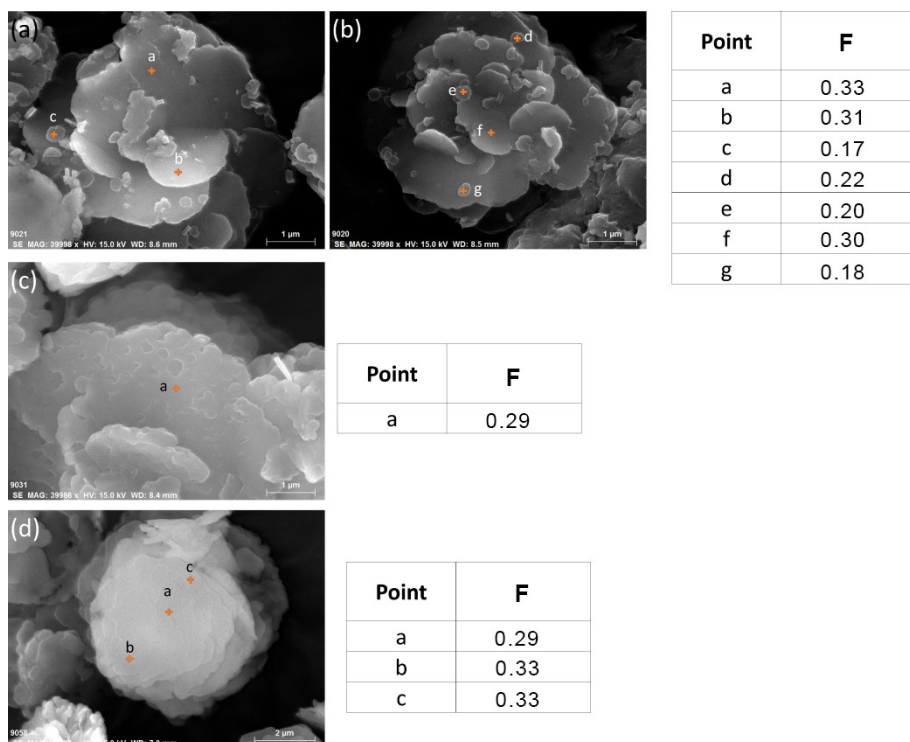 (a)
a
c
b
9021
SE MAG: 39998 x HV: 15.0 kV WD: 8.6 mm
1 µm
(b)
d
e
f
g
9020
SE MAG: 39998 x HV: 15.0 kV WD: 8.5 mm
1 µm
Point F
a 0.33
b 0.31
c 0.17
d 0.22
e 0.20
f 0.30
g 0.18
(c)
a
9031
SE MAG: 39986 x HV: 15.0 kV WD: 8.4 mm
1 µm
Point F
a 0.29
(d)
c
a
b
9058
2 µm
Point F
a 0.29
b 0.33
c 0.33